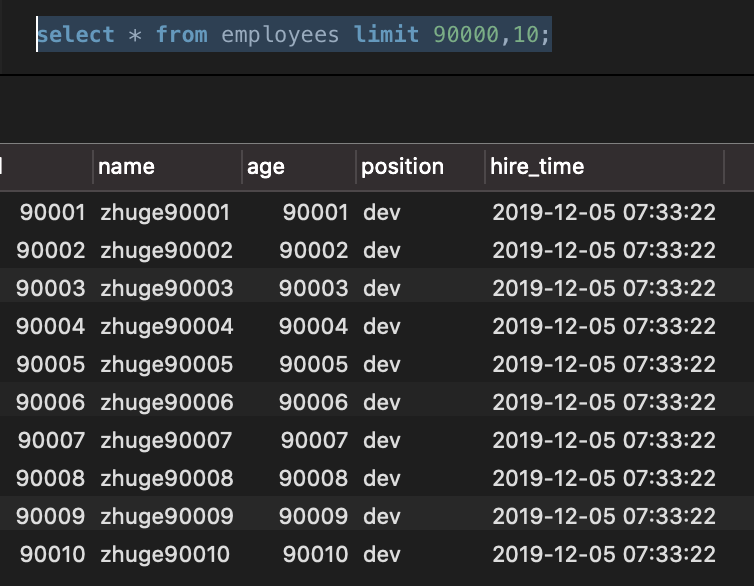 select * from employees limit 90000,10;
name age position hire_time
90001 zhuge90001 90001 dev 2019-12-05 07:33:22
90002 zhuge90002 90002 dev 2019-12-05 07:33:22
90003 zhuge90003 90003 dev 2019-12-05 07:33:22
90004 zhuge90004 90004 dev 2019-12-05 07:33:22
90005 zhuge90005 90005 dev 2019-12-05 07:33:22
90006 zhuge90006 90006 dev 2019-12-05 07:33:22
90007 zhuge90007 90007 dev 2019-12-05 07:33:22
90008 zhuge90008 90008 dev 2019-12-05 07:33:22
90009 zhuge90009 90009 dev 2019-12-05 07:33:22
90010 zhuge90010 90010 dev 2019-12-05 07:33:22